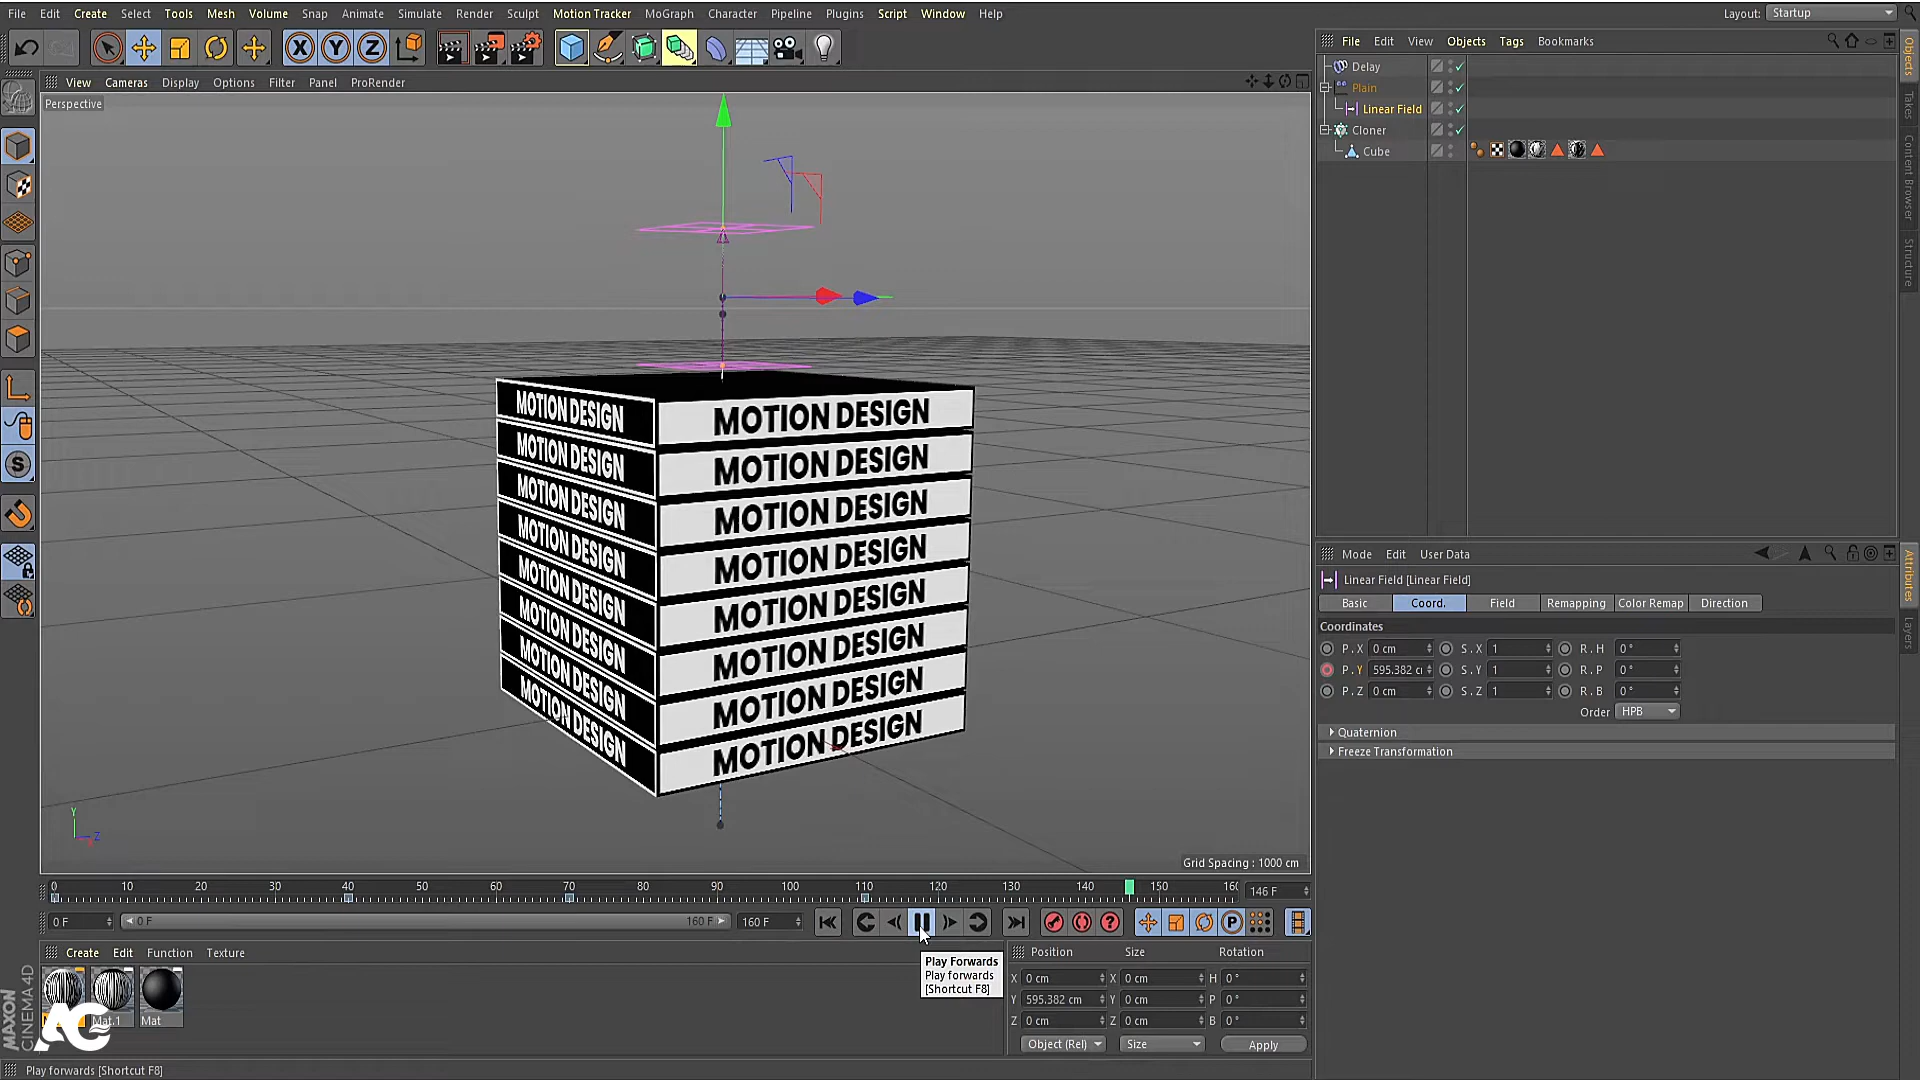 File Edit Create Select Tools Mesh Volume Snap Animate Simulate Render Sculpt Motion Tracker MoGraph Character Pipeline Plugins Script Window Help
Layout: Startup
File Edit View Objects Tags Bookmarks
Delay
Plain
Linear Field
Cloner
Cube
Objects
Takes
Content Browser
Structure
X Y Z
View Cameras Display Options Filter Panel ProRender
Perspective
MOTION DESIGN MOTION DESIGN
MOTION DESIGN MOTION DESIGN
MOTION DESIGN MOTION DESIGN
MOTION DESIGN MOTION DESIGN
MOTION DESIGN MOTION DESIGN
MOTION DESIGN MOTION DESIGN
MOTION DESIGN MOTION DESIGN
MOTION DESIGN MOTION DESIGN
Y
Z
Grid Spacing : 1000 cm
S
Mode Edit User Data
Linear Field [Linear Field]
Basic Coord. Field Remapping Color Remap Direction
Coordinates
P . X 0 cm S . X 1 R . H 0 °
P . Y 595.382 S . Y 1 R . P 0 °
P . Z 0 cm S . Z 1 R . B 0 °
Order HPB
Quaternion
Freeze Transformation
Attributes
Layers
0 10 20 30 40 50 60 70 80 90 100 110 120 130 140 150 146 F
0 F 0 F 160 F 160 F
P
Play Forwards
Play forwards
[Shortcut F8]
Create Edit Function Texture
Mat.1 Mat
MAXON
CINEMA 4D
AG
Position Size Rotation
X 0 cm X 0 cm H 0 °
Y 595.382 cm Y 0 cm P 0 °
Z 0 cm Z 0 cm B 0 °
Object (Rel) Size Apply
Play forwards [Shortcut F8]